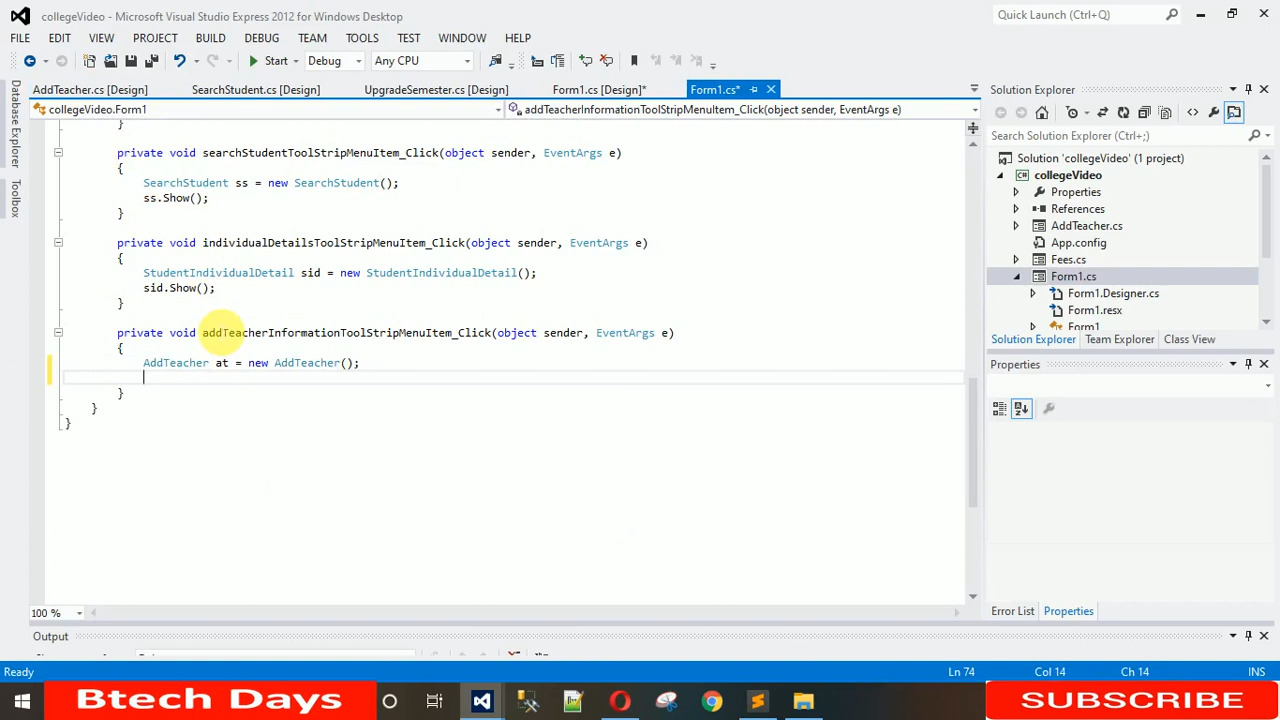 collegeVideo - Microsoft Visual Studio Express 2012 for Windows Desktop
Quick Launch (Ctrl+Q)
FILE EDIT VIEW PROJECT BUILD DEBUG TEAM TOOLS TEST WINDOW HELP
Start Debug Any CPU
AddTeacher.cs [Design] SearchStudent.cs [Design] UpgradeSemester.cs [Design] Form1.cs [Design]* Form1.cs*
collegeVideo.Form1 addTeacherInformationToolStripMenuItem_Click(object sender, EventArgs e)
}
private void searchStudentToolStripMenuItem_Click(object sender, EventArgs e)
{
SearchStudent ss = new SearchStudent();
ss.Show();
}
private void individualDetailsToolStripMenuItem_Click(object sender, EventArgs e)
{
StudentIndividualDetail sid = new StudentIndividualDetail();
sid.Show();
}
private void addTeacherInformationToolStripMenuItem_Click(object sender, EventArgs e)
{
AddTeacher at = new AddTeacher();
}
}
}
100 %
Database Explorer
Toolbox
Solution Explorer
Search Solution Explorer (Ctrl+;)
Solution 'collegeVideo' (1 project)
collegeVideo
Properties
References
AddTeacher.cs
App.config
Fees.cs
Form1.cs
Form1.Designer.cs
Form1.resx
Form1
Solution Explorer Team Explorer Class View
Properties
Error List Properties
Output
Ready Ln 74 Col 14 Ch 14 INS
Btech Days
SUBSCRIBE